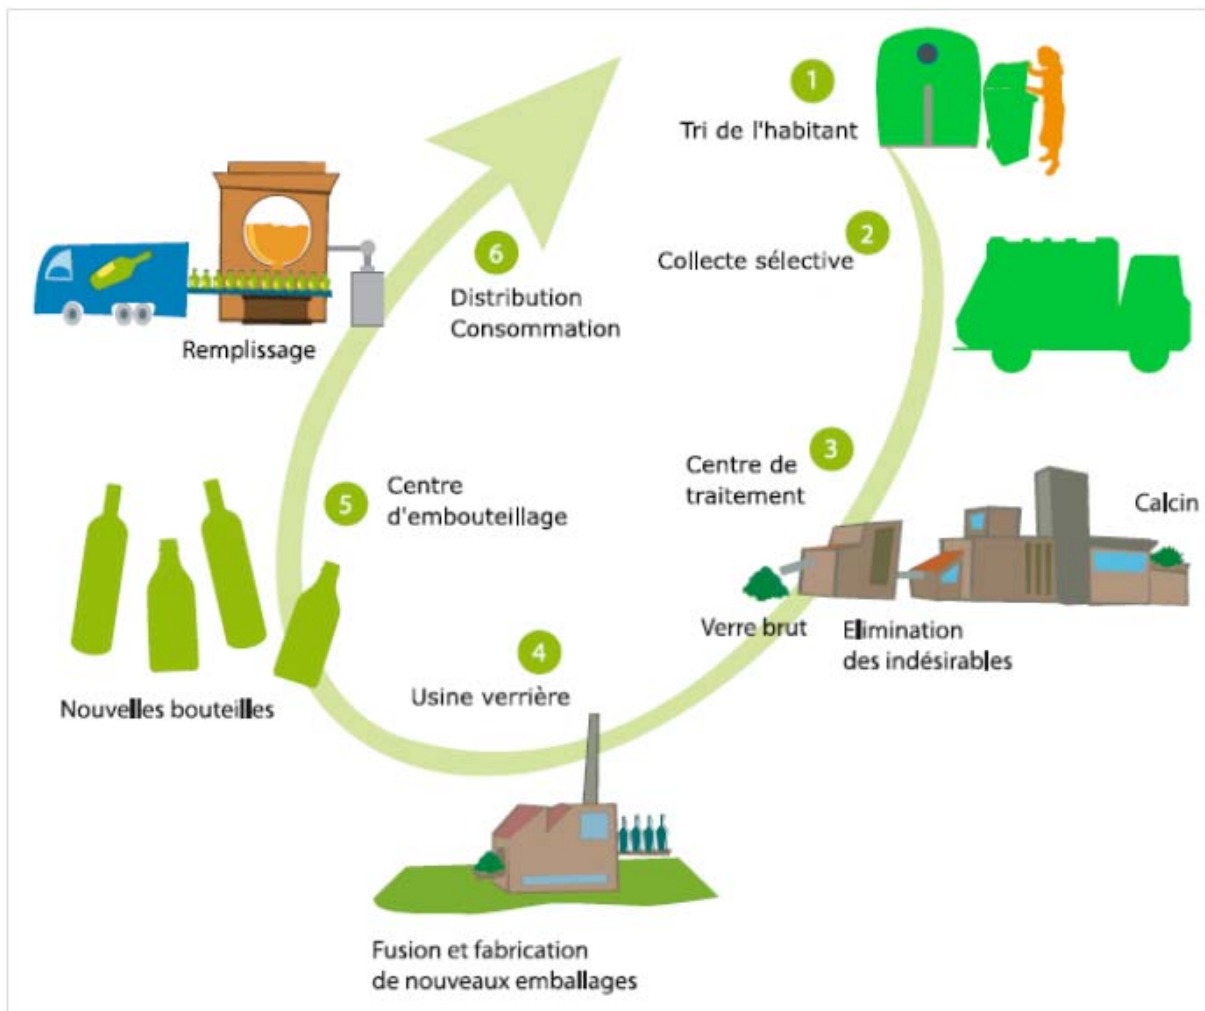 1
Tri de l'habitant
2
Collecte sélective
3
Centre de
traitement
Calcin
Verre brut
Elimination
des indésirables
4
Usine verrière
Fusion et fabrication
de nouveaux emballages
5
Centre
d'embouteillage
Nouvelles bouteilles
6
Distribution
Consommation
Remplissage